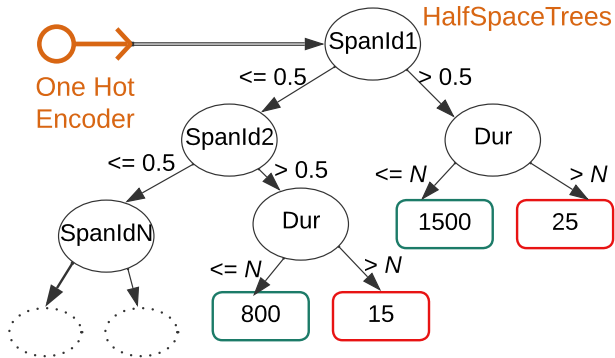 HalfSpaceTrees
SpanId1
One Hot
Encoder
<= 0.5
> 0.5
SpanId2
Dur
<= 0.5
> 0.5
<= N
> N
SpanIdN
Dur
1500
25
<= N
> N
800
15